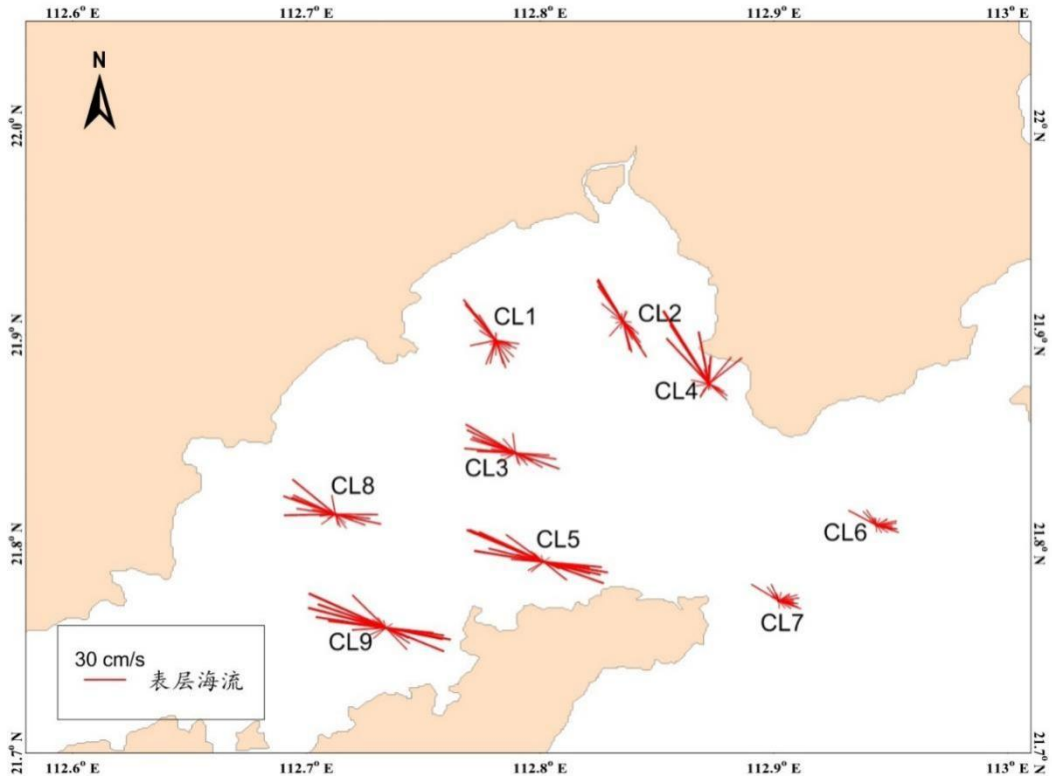 112.6° E 112.7° E 112.8° E 112.9° E 113° E
N
22.0° N
22° N
CL1
CL2
21.9° N
21.9° N
CL4
CL3
CL8
CL5
CL6
21.8° N
21.8° N
CL7
CL9
30 cm/s
表层海流
21.7° N
21.7° N
112.6° E 112.7° E 112.8° E 112.9° E 113° E